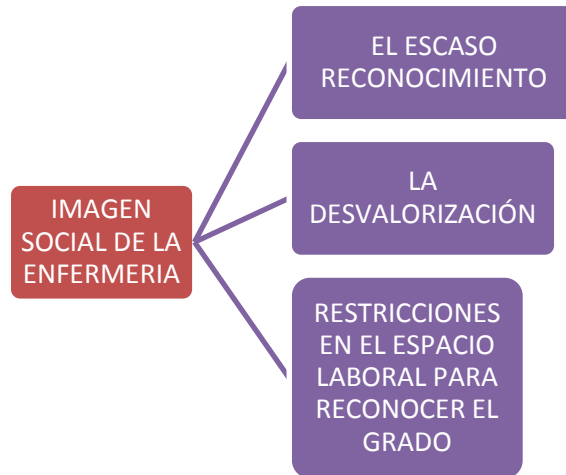 IMAGEN
SOCIAL DE LA
ENFERMERIA
EL ESCASO
RECONOCIMIENTO
LA
DESVALORIZACIÓN
RESTRICCIONES
EN EL ESPACIO
LABORAL PARA
RECONOCER EL
GRADO